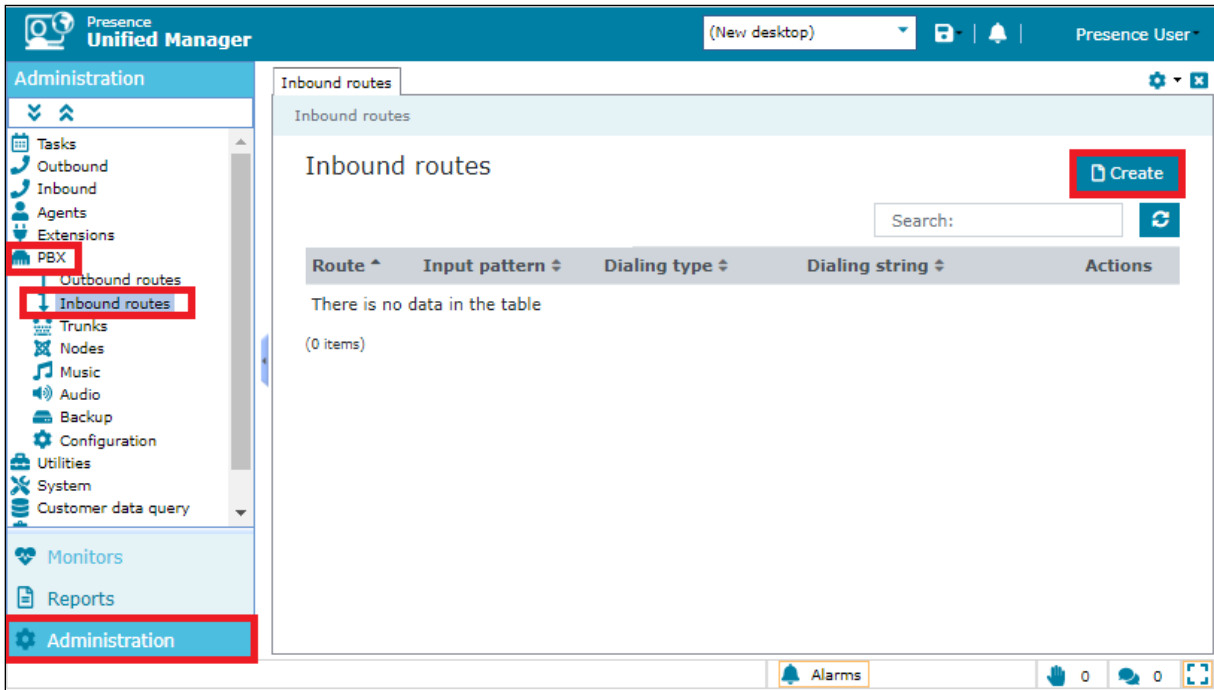 Presence
Unified Manager
(New desktop)
Presence User
Administration
Inbound routes
Tasks
Outbound
Inbound
Agents
Extensions
PBX
Outbound routes
Inbound routes
Trunks
Nodes
Music
Audio
Backup
Configuration
Utilities
System
Customer data query
Monitors
Reports
Administration
Inbound routes
Inbound routes
Create
Search:
Route Input pattern Dialing type Dialing string Actions
There is no data in the table
(0 items)
Alarms 0 0